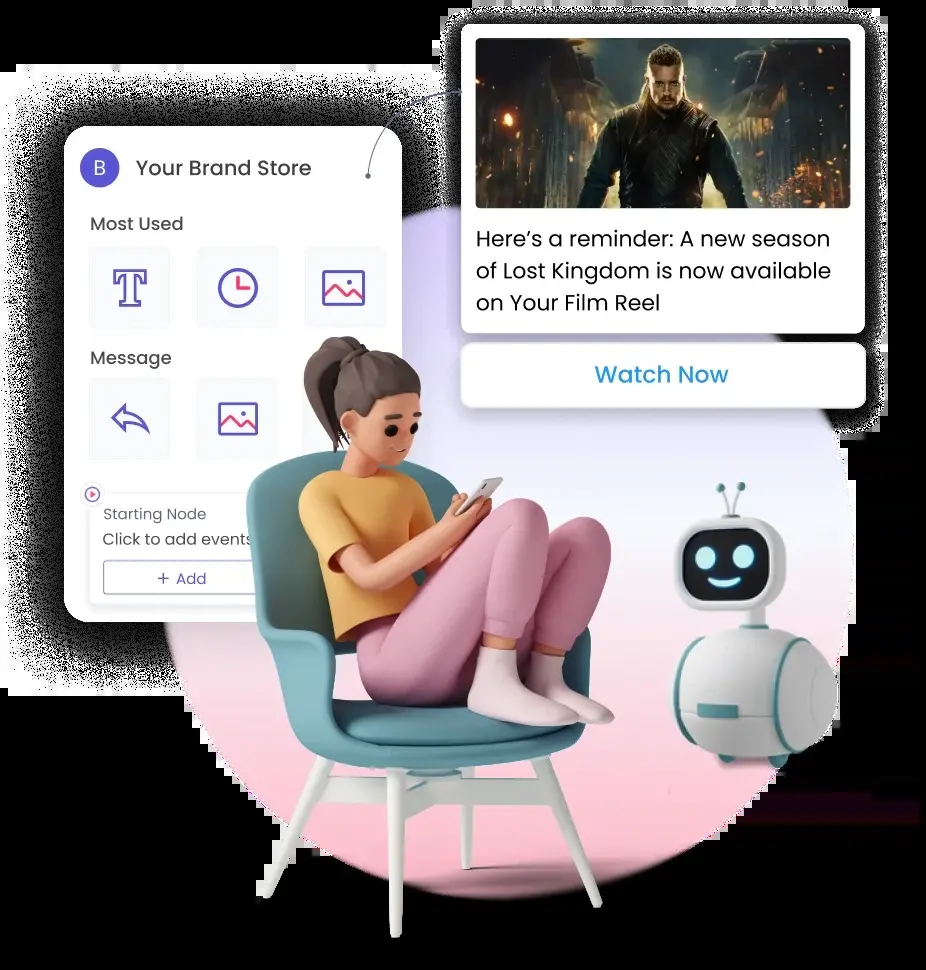 B
Your Brand Store
Most Used
T
Message
Starting Node
Click to add events
+ Add
Here’s a reminder: A new season
of Lost Kingdom is now available
on Your Film Reel
Watch Now